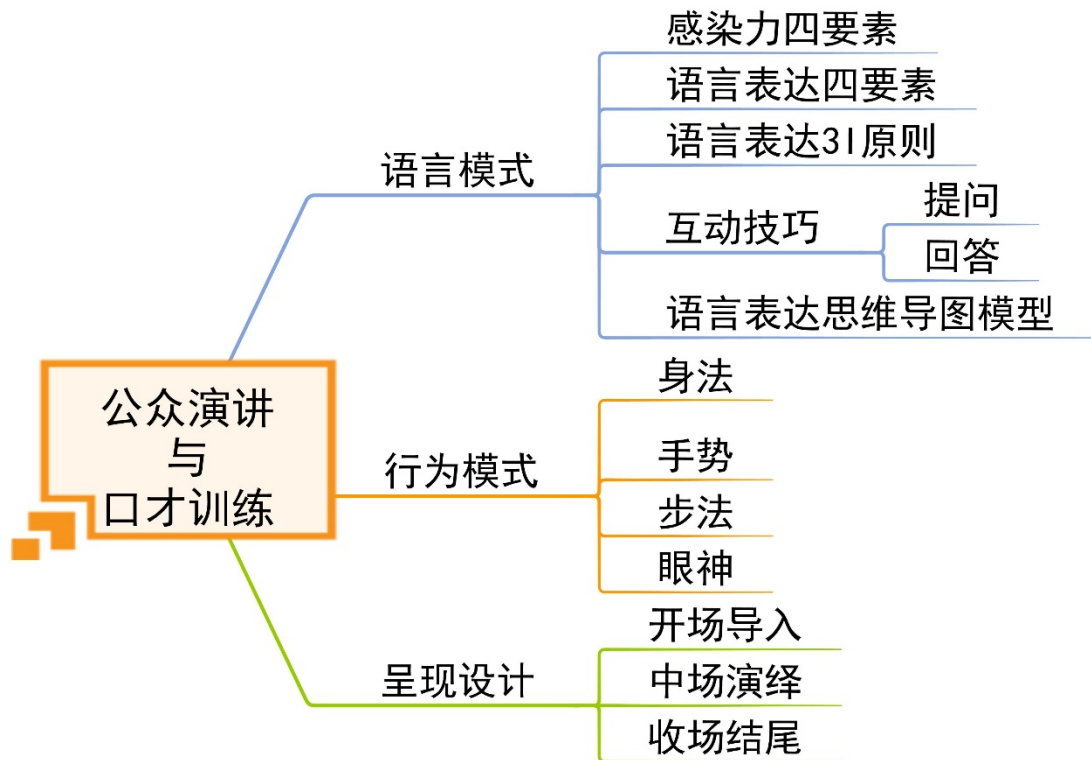 公众演讲
与
口才训练
语言模式
感染力四要素
语言表达四要素
语言表达3I原则
互动技巧
提问
回答
语言表达思维导图模型
行为模式
身法
手势
步法
眼神
呈现设计
开场导入
中场演绎
收场结尾